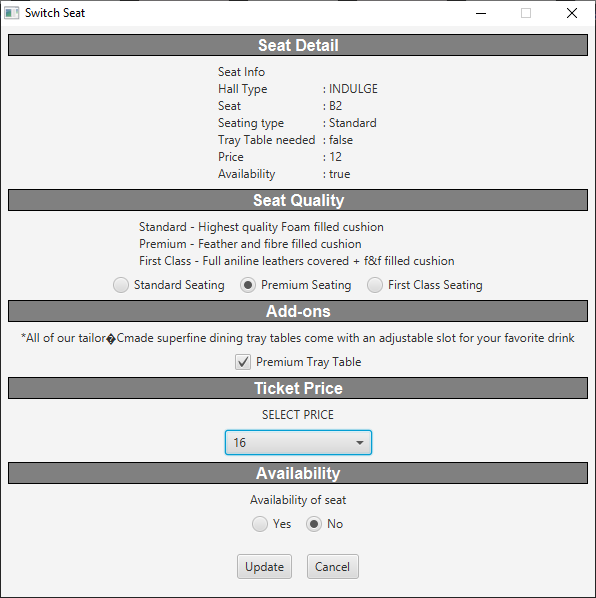 Switch Seat
Seat Detail
Seat Info
Hall Type : INDULGE
Seat : B2
Seating type : Standard
Tray Table needed : false
Price : 12
Availability : true
Seat Quality
Standard - Highest quality Foam filled cushion
Premium - Feather and fibre filled cushion
First Class - Full aniline leathers covered + f&f filled cushion
Standard Seating Premium Seating First Class Seating
Add-ons
*All of our tailor�Cmade superfine dining tray tables come with an adjustable slot for your favorite drink
Premium Tray Table
Ticket Price
SELECT PRICE
16
Availability
Availability of seat
Yes No
Update Cancel